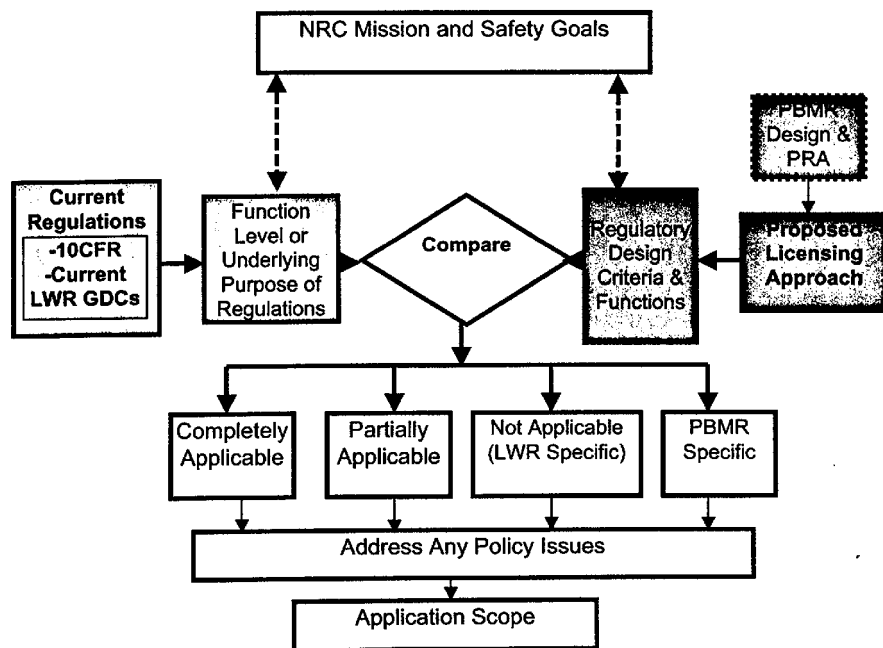 NRC Mission and Safety Goals
PBMR
Design &
PRA
Current
Regulations
-10CFR
-Current
LWR GDCs
Function
Level or
Underlying
Purpose of
Regulations
Compare
Regulatory
Design
Criteria &
Functions
Proposed
Licensing
Approach
Completely
Applicable
Partially
Applicable
Not Applicable
(LWR Specific)
PBMR
Specific
Address Any Policy Issues
Application Scope